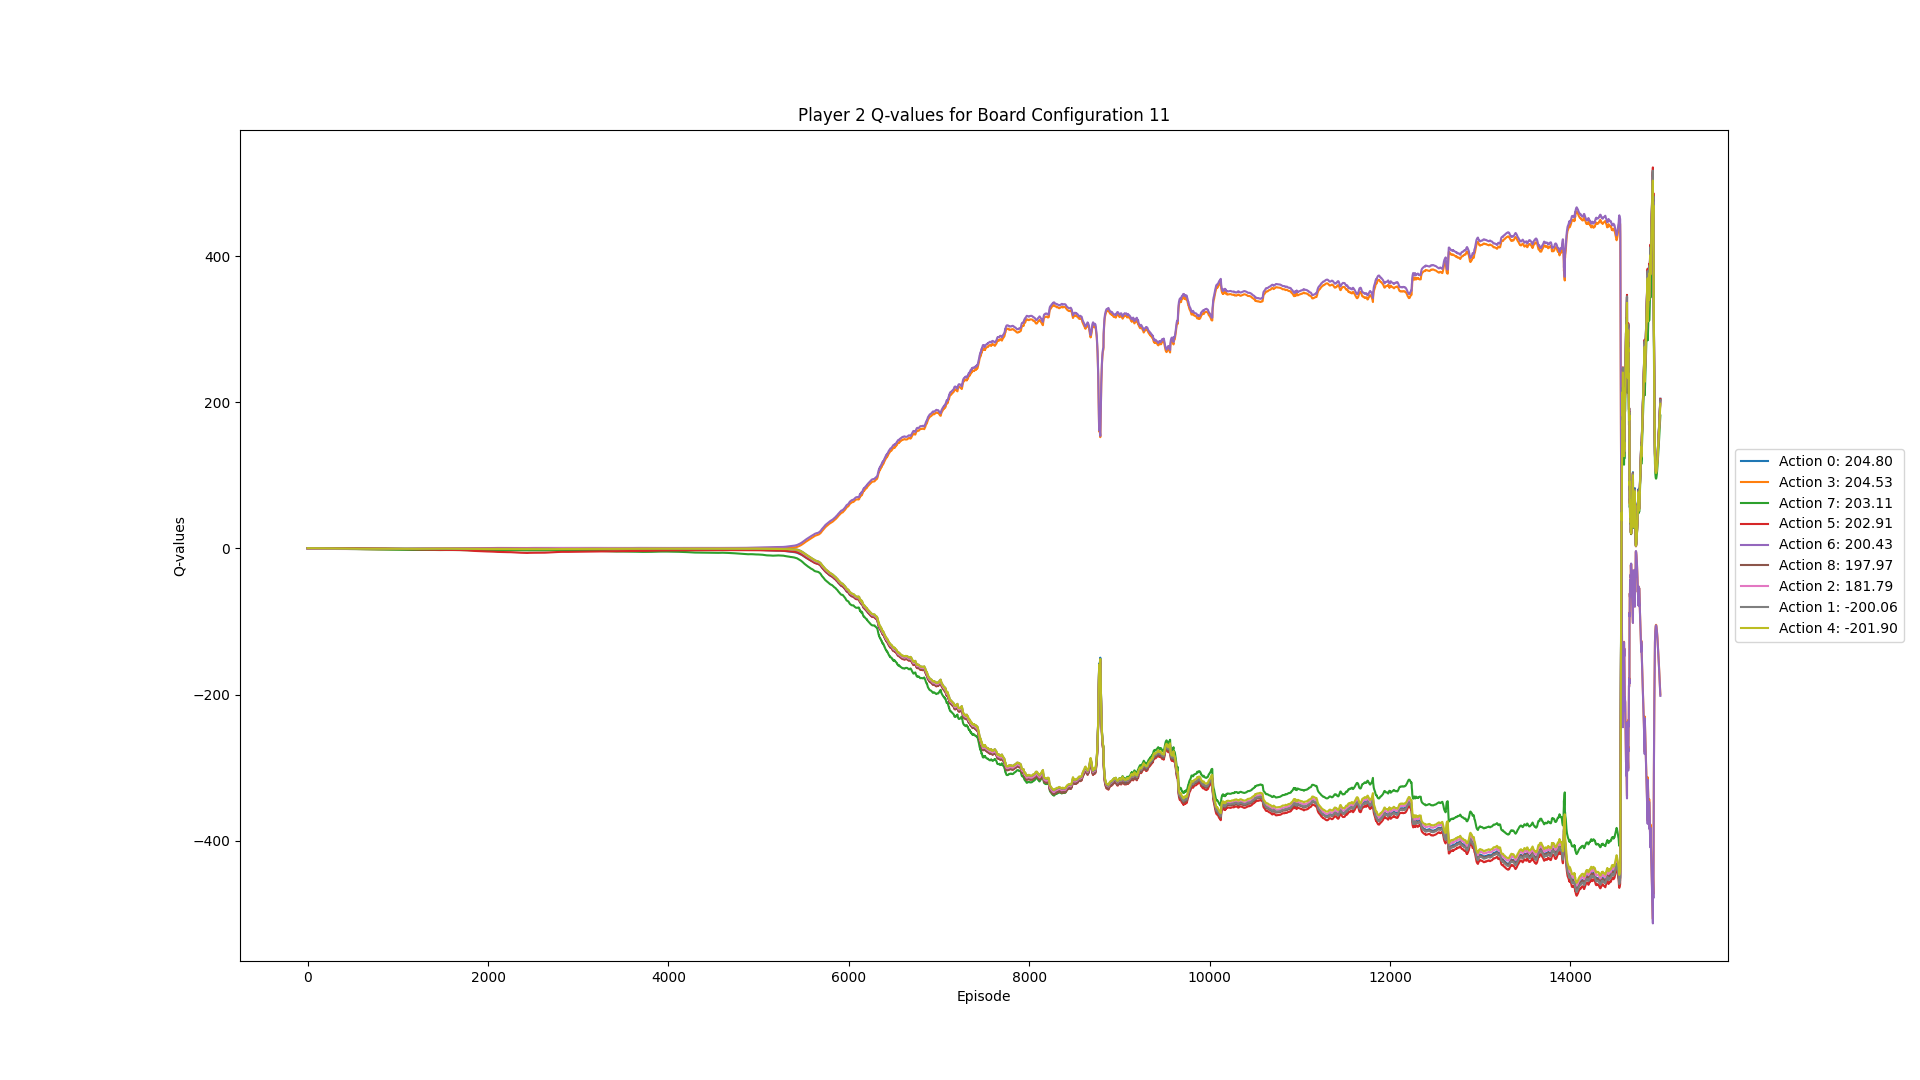 Player 2 Q-values for Board Configuration 11
Q-values
400
200
0
−200
−400
0 2000 4000 6000 8000 10000 12000 14000
Episode
Action 0: 204.80
Action 3: 204.53
Action 7: 203.11
Action 5: 202.91
Action 6: 200.43
Action 8: 197.97
Action 2: 181.79
Action 1: -200.06
Action 4: -201.90